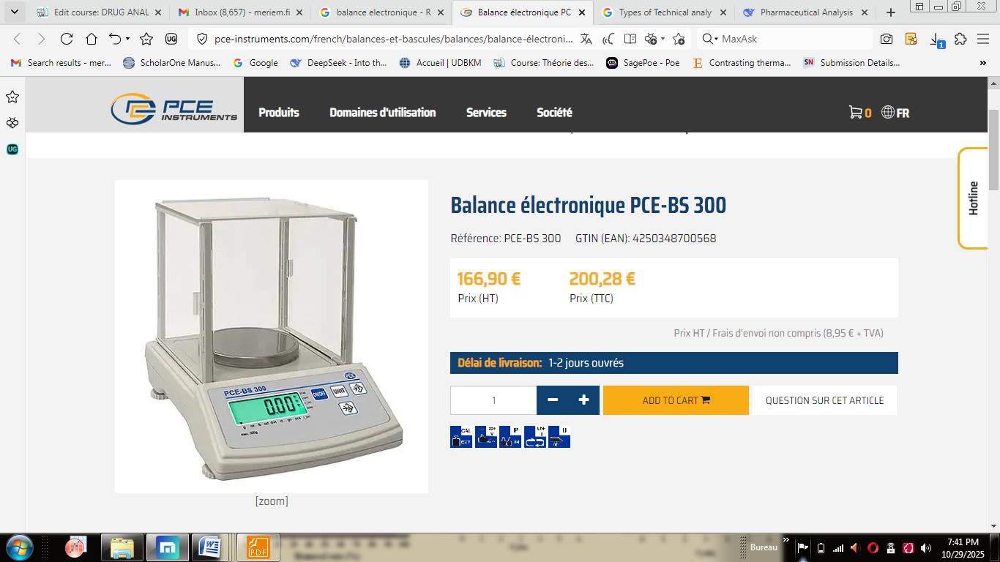 Edit course: DRUG ANAL
Inbox (8,657) - meriem.fi
balance electronique - R
Balance électronique PC
Types of Technical analy
Pharmaceutical Analysis
pce-instruments.com/french/balances-et-bascules/balances/balance-électroni...
MaxAsk
1
Search results - mer...
ScholarOne Manus...
Google
DeepSeek - Into th...
Accueil | UDBKM
Course: Théorie des...
SagePoe - Poe
Contrasting therma...
SN Submission Details...
UG
UG
PCE
INSTRUMENTS
Produits
Domaines d'utilisation
Services
Société
0
FR
Hotline
Balance électronique PCE-BS 300
Référence: PCE-BS 300 GTIN (EAN): 4250348700568
166,90 € 200,28 €
Prix (HT) Prix (TTC)
Prix HT / Frais d'envoi non compris (8,95 € + TVA)
Délai de livraison: 1-2 jours ouvrés
1
ADD TO CART
QUESTION SUR CET ARTICLE
PCE-BS 300
ON/OFF
UNIT
0.00
max. 300g
[zoom]
PDF
Bureau
7:41 PM
10/29/2025